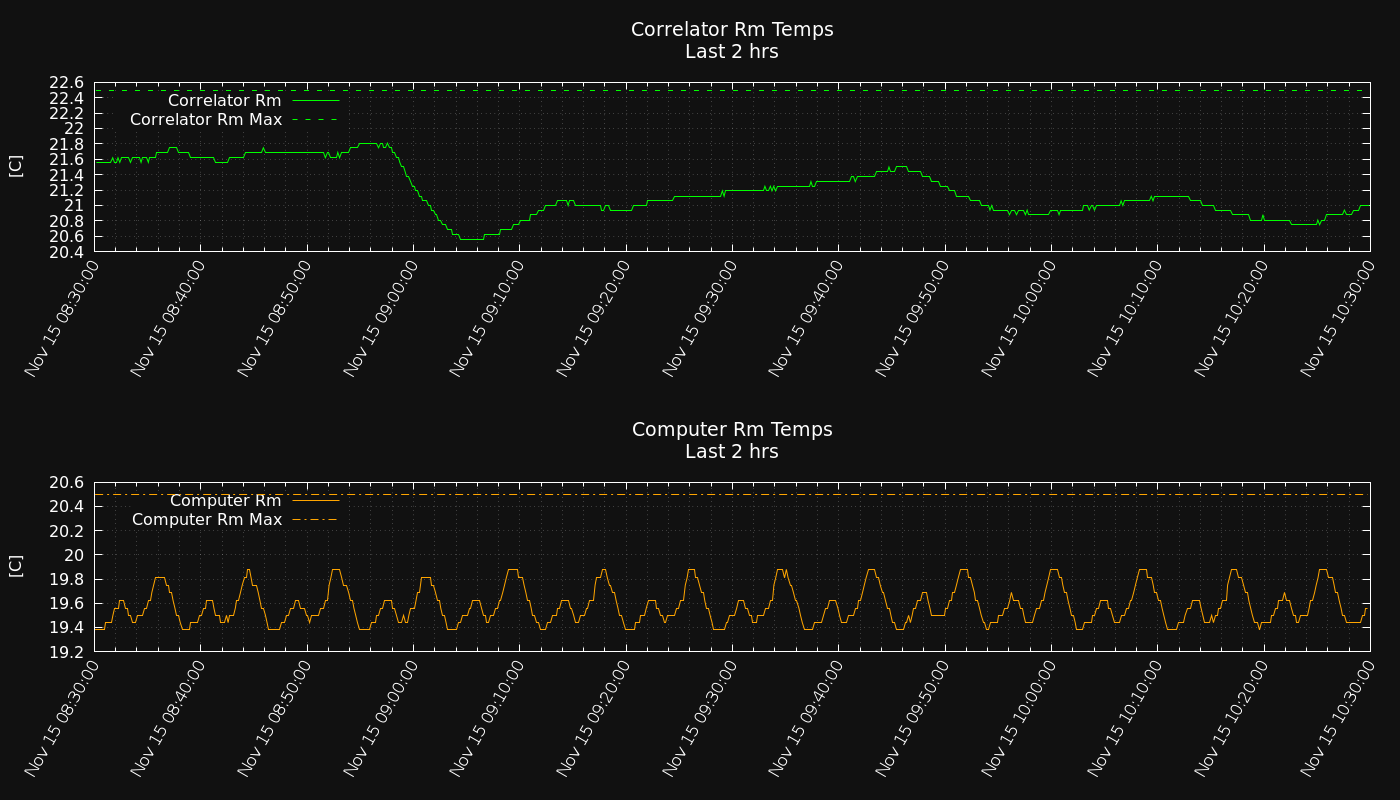 Correlator Rm Temps
Last 2 hrs
[C]
22.6
22.4
22.2
22
21.8
21.6
21.4
21.2
21
20.8
20.6
20.4
Correlator Rm
Correlator Rm Max
Nov 15 08:30:00
Nov 15 08:40:00
Nov 15 08:50:00
Nov 15 09:00:00
Nov 15 09:10:00
Nov 15 09:20:00
Nov 15 09:30:00
Nov 15 09:40:00
Nov 15 09:50:00
Nov 15 10:00:00
Nov 15 10:10:00
Nov 15 10:20:00
Nov 15 10:30:00
Computer Rm Temps
Last 2 hrs
[C]
20.6
20.4
20.2
20
19.8
19.6
19.4
19.2
Computer Rm
Computer Rm Max
Nov 15 08:30:00
Nov 15 08:40:00
Nov 15 08:50:00
Nov 15 09:00:00
Nov 15 09:10:00
Nov 15 09:20:00
Nov 15 09:30:00
Nov 15 09:40:00
Nov 15 09:50:00
Nov 15 10:00:00
Nov 15 10:10:00
Nov 15 10:20:00
Nov 15 10:30:00